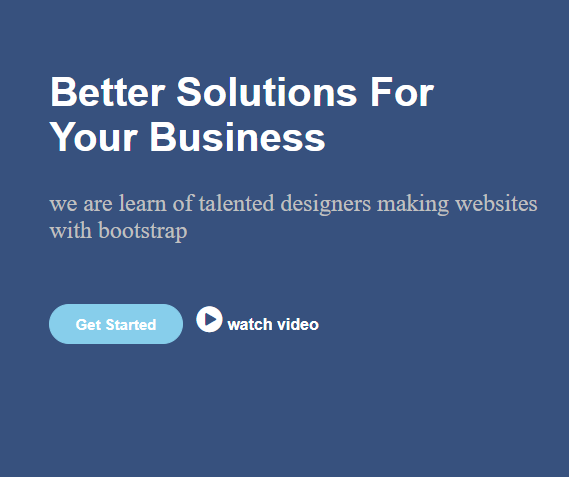 Better Solutions For
Your Business
we are learn of talented designers making websites
with bootstrap
Get Started
watch video